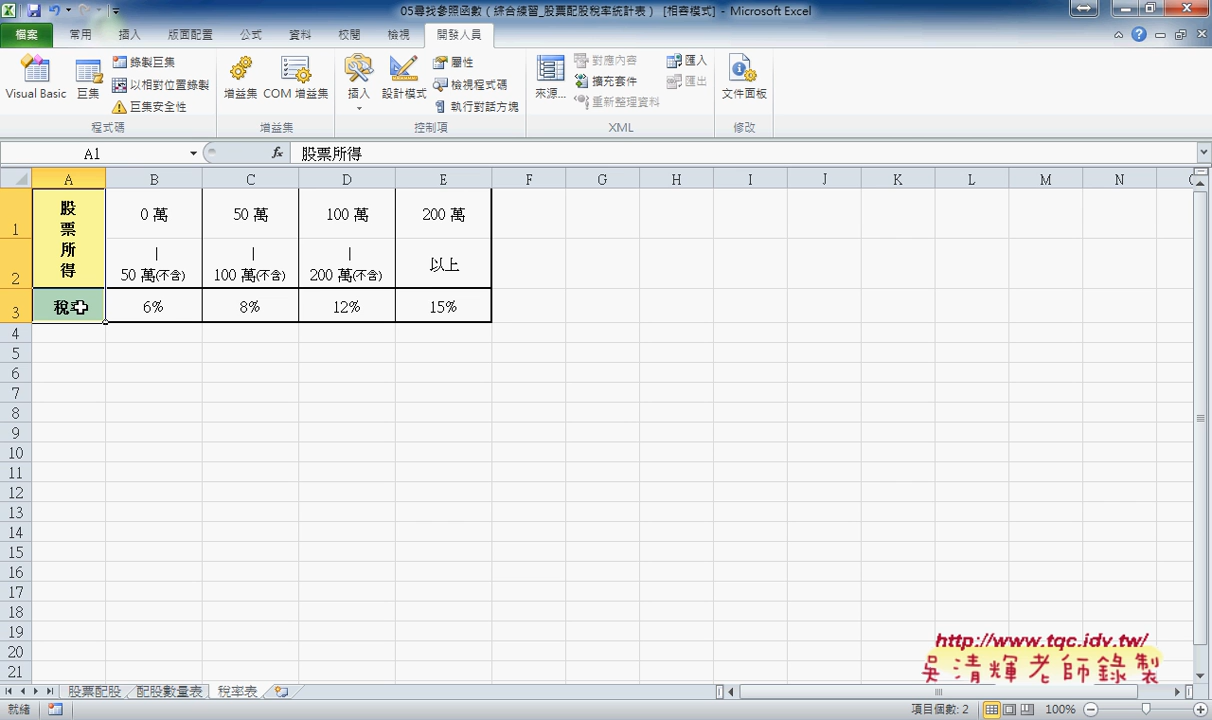 05尋找參照函數（綜合練習_股票配股稅率統計表） [相容模式] - Microsoft Excel
檔案 常用 插入 版面配置 公式 資料 校閱 檢視 開發人員
Visual Basic 巨集 錄製巨集 以相對位置錄製 巨集安全性 程式碼
增益集 COM 增益集 增益集
插入 設計模式 屬性 檢視程式碼 執行對話方塊 控制項
來源... 對應內容 擴充套件 重新整理資料 匯入 匯出 XML
文件面板 修改
A1 fx 股票所得
A B C D E F G H I J K L M N
1 股票所得 0 萬 50 萬 100 萬 200 萬
2 | 50 萬(不含) | 100 萬(不含) | 200 萬(不含) 以上
3 稅率 6% 8% 12% 15%
4
5
6
7
8
9
10
11
12
13
14
15
16
17
18
19
20
21
http://www.tqc.idv.tw/
吳清輝老師錄製
股票配股 配股數量表 稅率表
就緒 項目個數: 2 100%